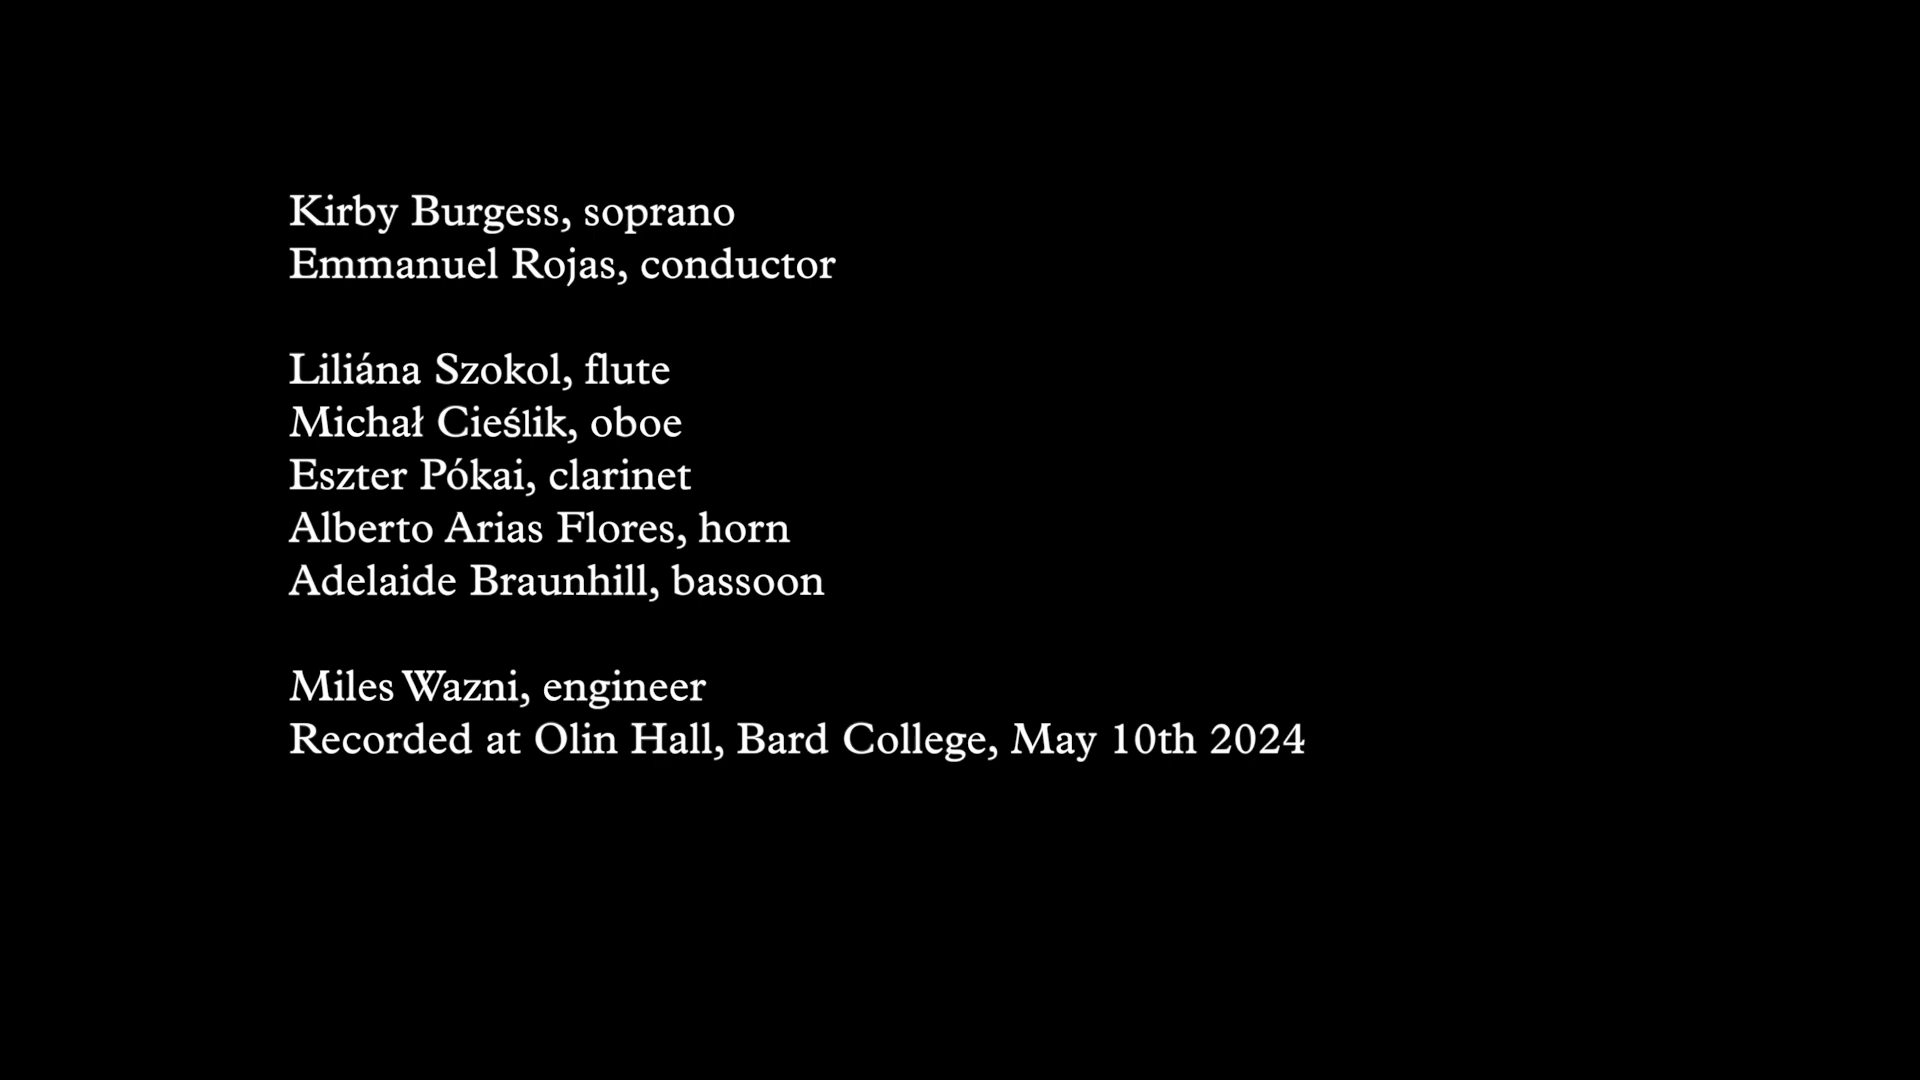 Kirby Burgess, soprano
Emmanuel Rojas, conductor
Liliána Szokol, flute
Michał Cieślik, oboe
Eszter Pókai, clarinet
Alberto Arias Flores, horn
Adelaide Braunhill, bassoon
Miles Wazni, engineer
Recorded at Olin Hall, Bard College, May 10th 2024